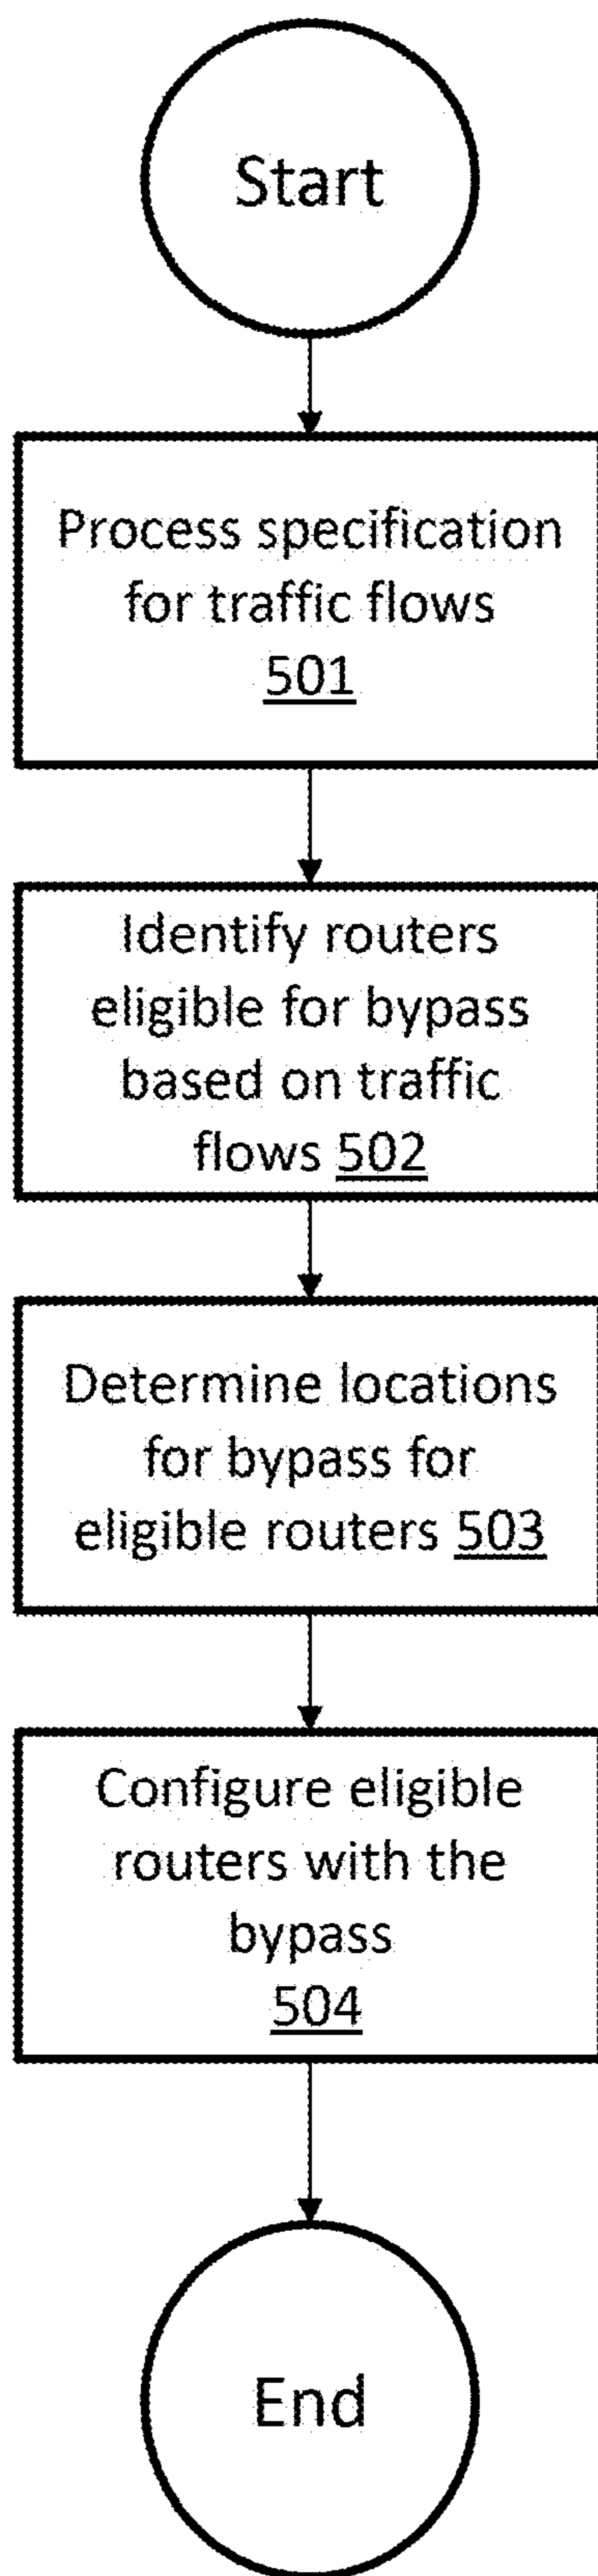 Start
Process specification
for traffic flows
501
Identify routers
eligible for bypass
based on traffic
flows 502
Determine locations
for bypass for
eligible routers 503
Configure eligible
routers with the
bypass
504
End